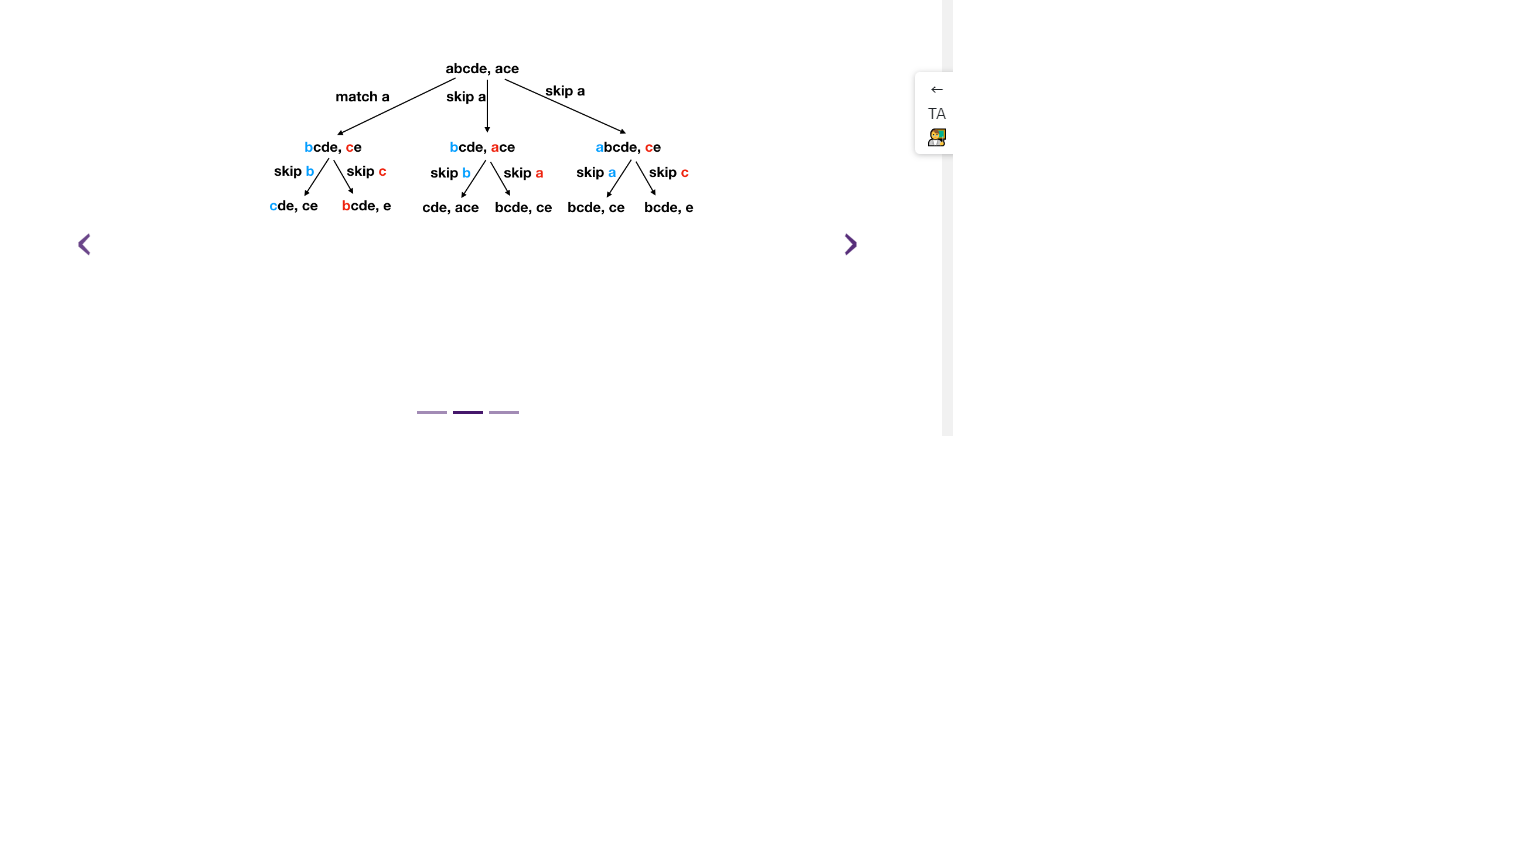 abcde, ace
match a
skip a
skip a
bcde, ce
bcde, ace
abcde, ce
skip b
skip c
skip b
skip a
skip a
skip c
cde, ce
bcde, e
cde, ace
bcde, ce
bcde, ce
bcde, e
←
TA